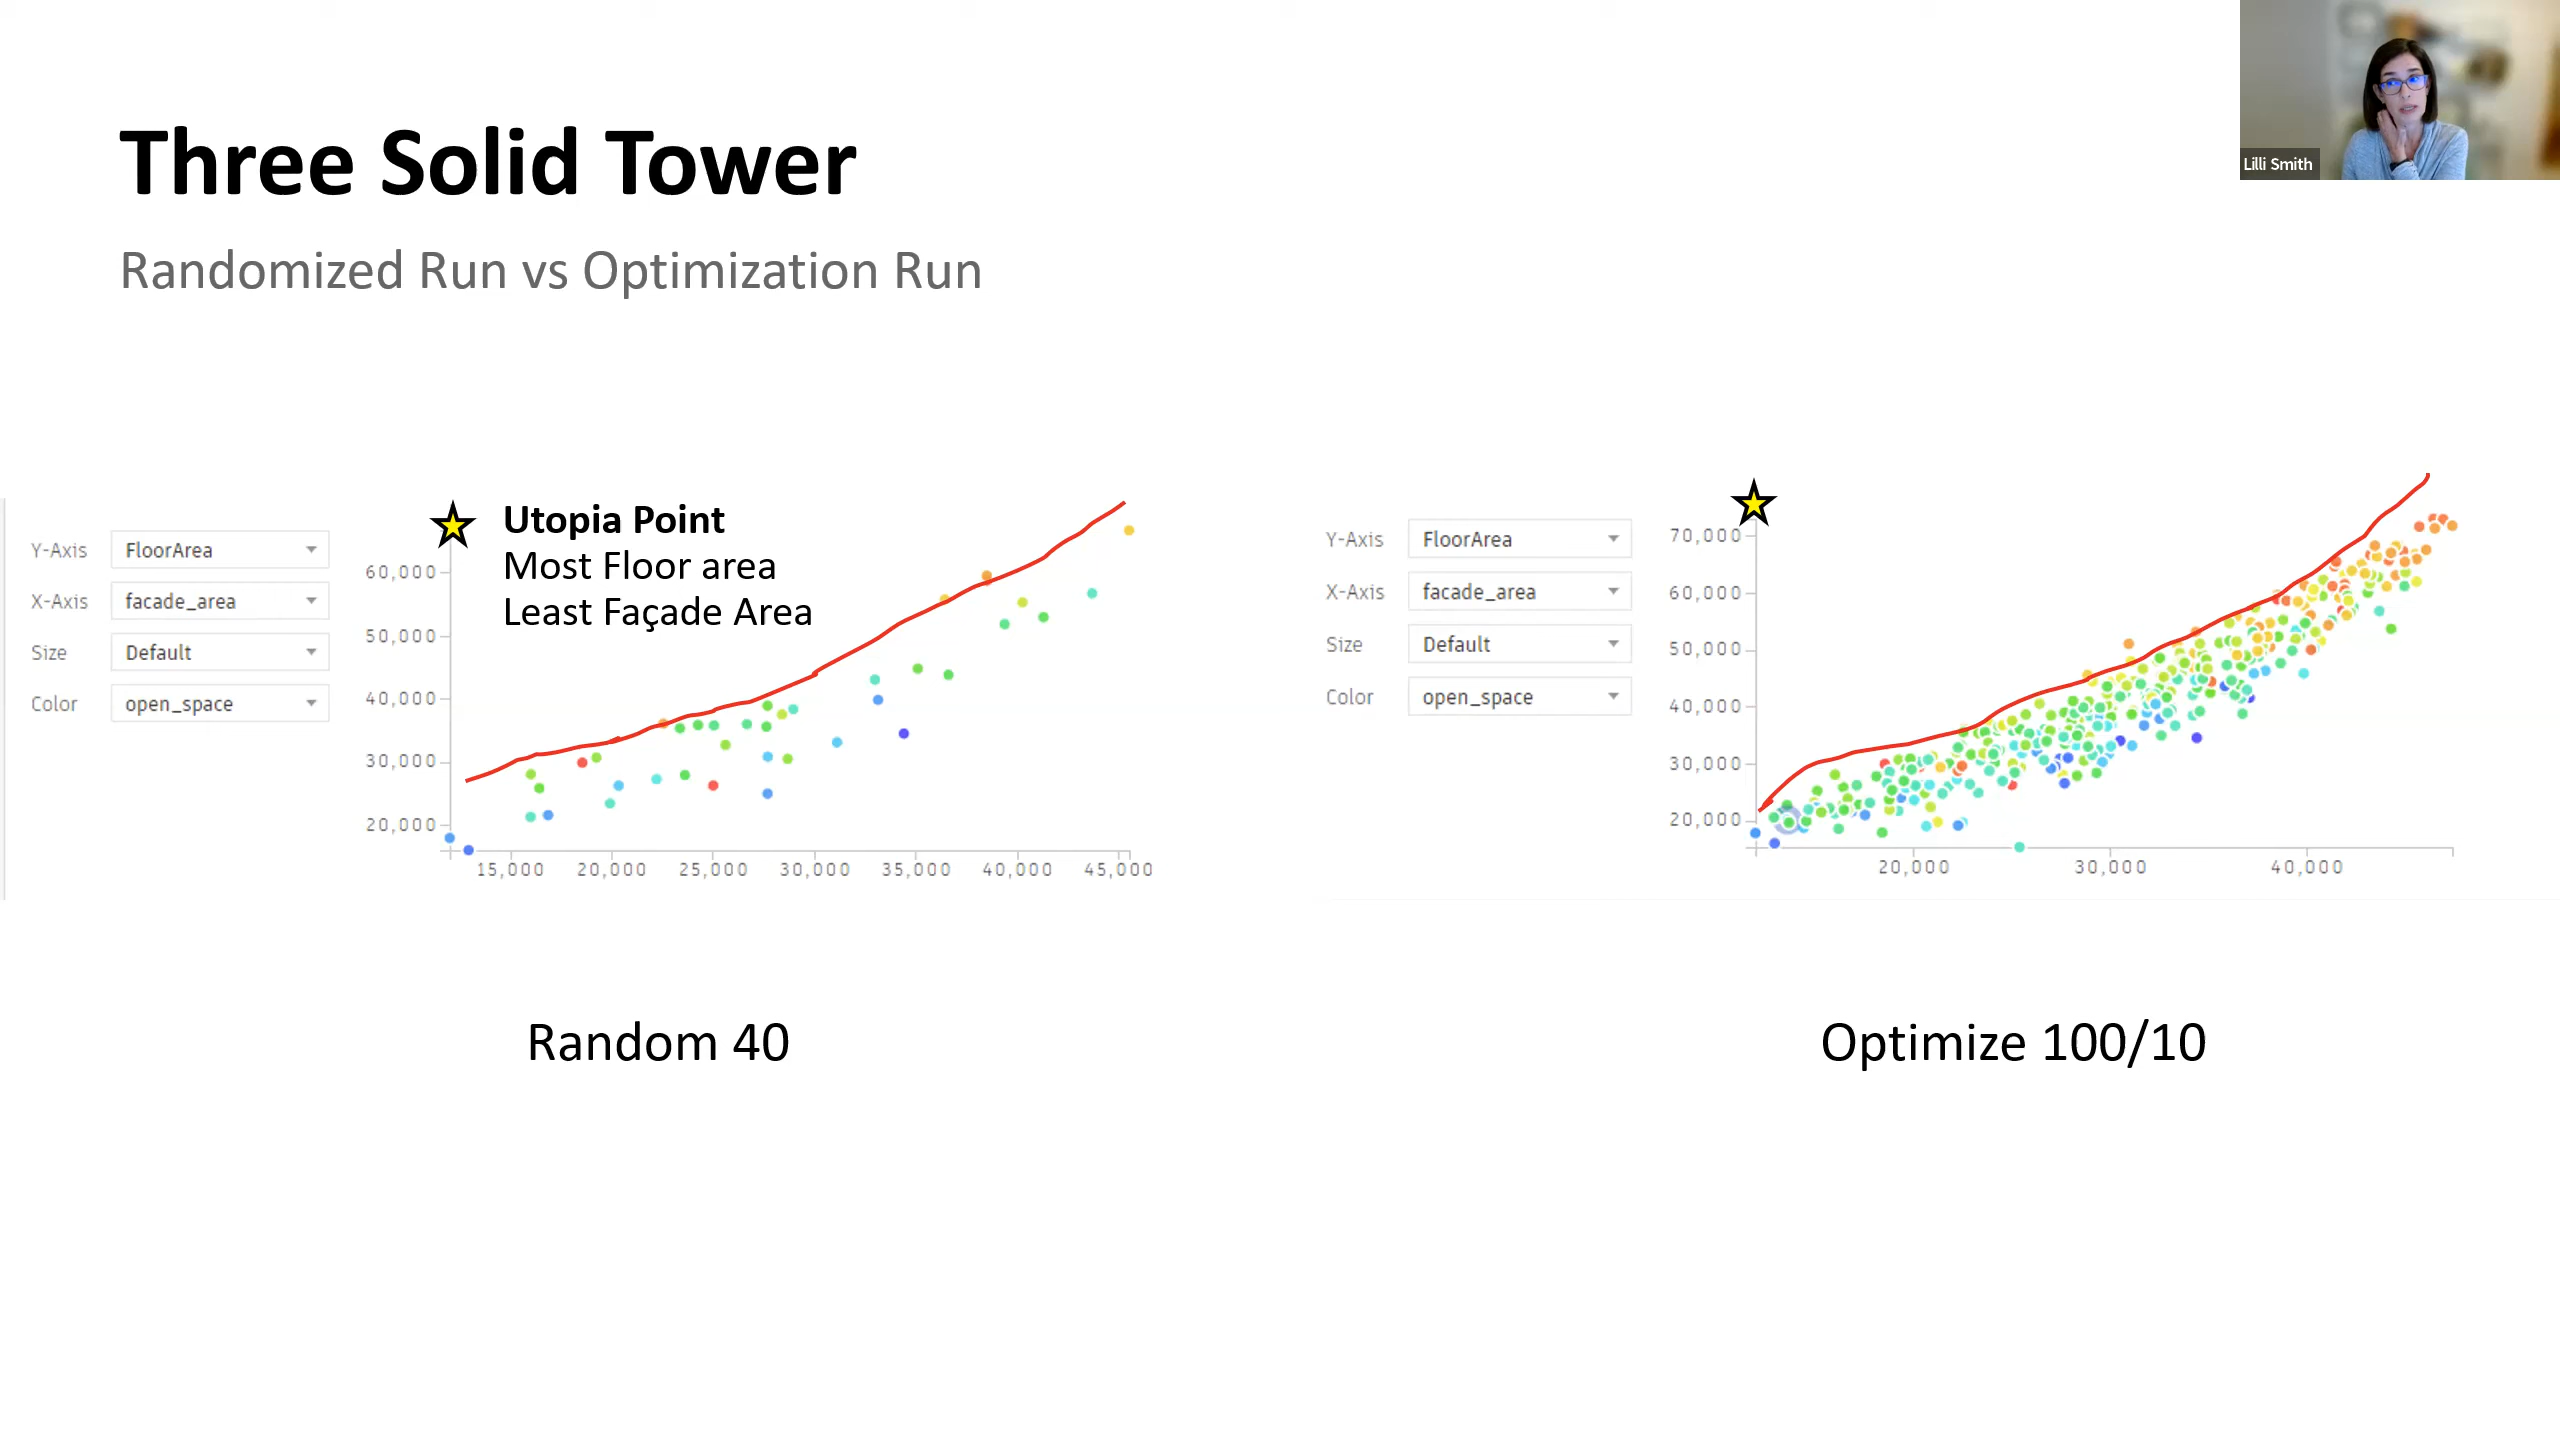 Three Solid Tower
Randomized Run vs Optimization Run
Lilli Smith
Y-Axis FloorArea
X-Axis facade_area
Size Default
Color open_space
Utopia Point
Most Floor area
Least Façade Area
60,000
50,000
40,000
30,000
20,000
15,000 20,000 25,000 30,000 35,000 40,000 45,000
Random 40
Y-Axis FloorArea
X-Axis facade_area
Size Default
Color open_space
70,000
60,000
50,000
40,000
30,000
20,000
20,000 30,000 40,000
Optimize 100/10